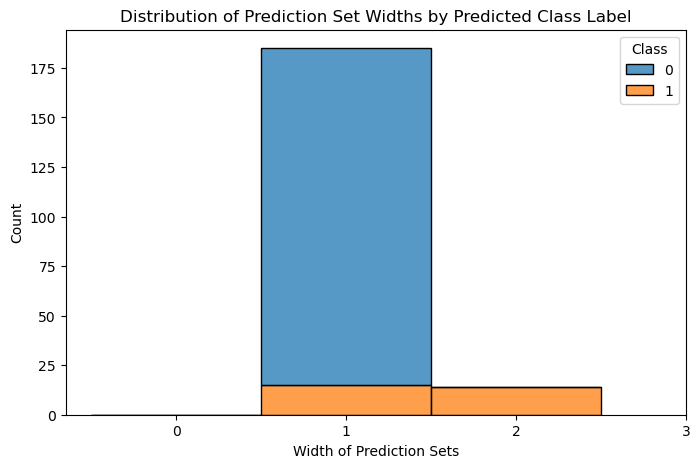 Distribution of Prediction Set Widths by Predicted Class Label
Class
0
1
175
150
125
100
75
50
25
0
Count
0 1 2 3
Width of Prediction Sets